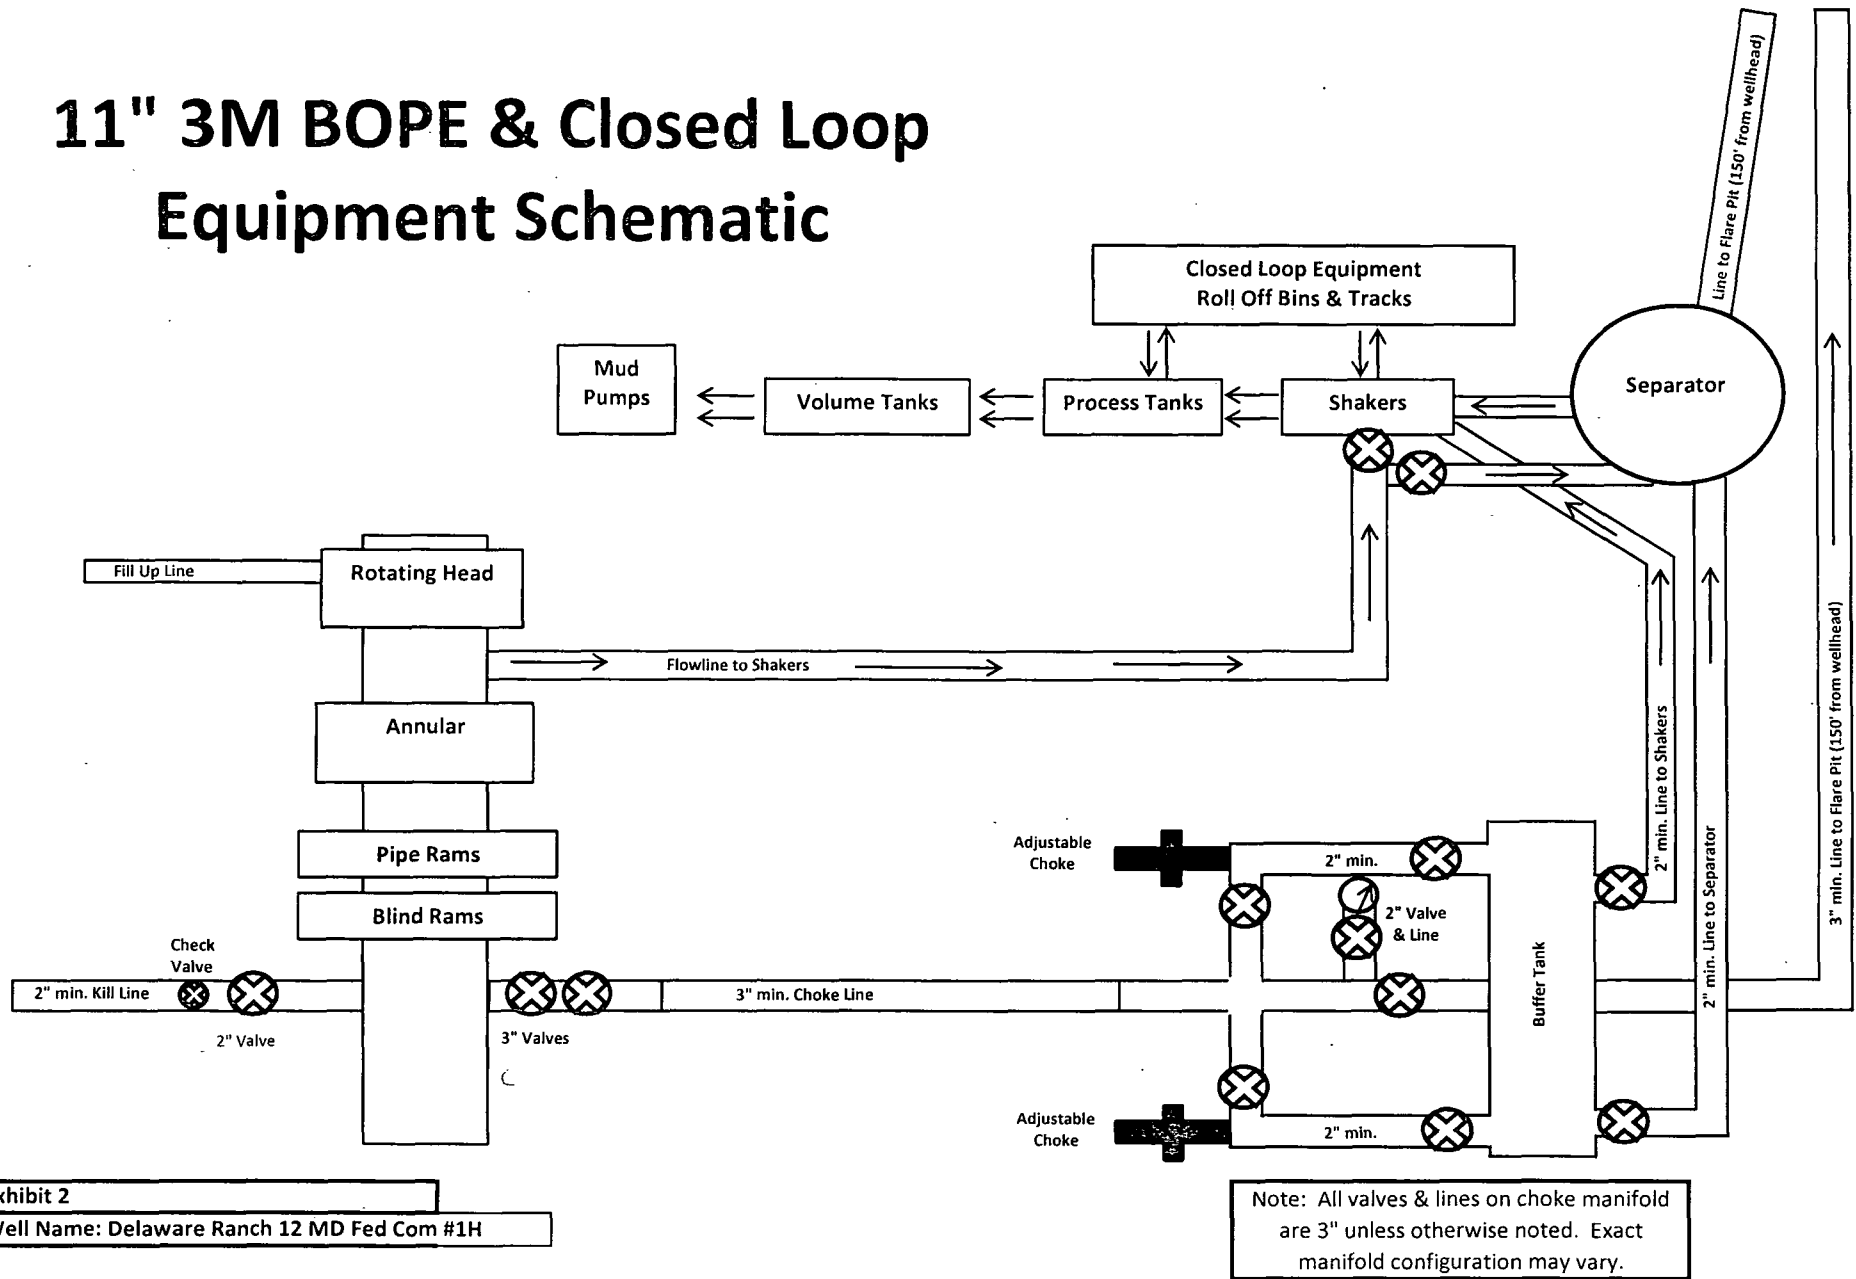 11" 3M BOPE & Closed Loop
Equipment Schematic
Line to Flare Pit (150' from wellhead)
Closed Loop Equipment
Roll Off Bins & Tracks
Mud
Pumps
Volume Tanks
Process Tanks
Shakers
Separator
Fill Up Line
Rotating Head
Flowline to Shakers
Annular
Pipe Rams
Blind Rams
Check
Valve
2" min. Kill Line
2" Valve
3" Valves
3" min. Choke Line
Adjustable
Choke
2" min.
2" Valve
& Line
Adjustable
Choke
2" min.
Buffer Tank
2" min. Line to Shakers
2" min. Line to Separator
3" min. Line to Flare Pit (150' from wellhead)
xhibit 2
Vell Name: Delaware Ranch 12 MD Fed Com #1H
Note: All valves & lines on choke manifold
are 3" unless otherwise noted. Exact
manifold configuration may vary.